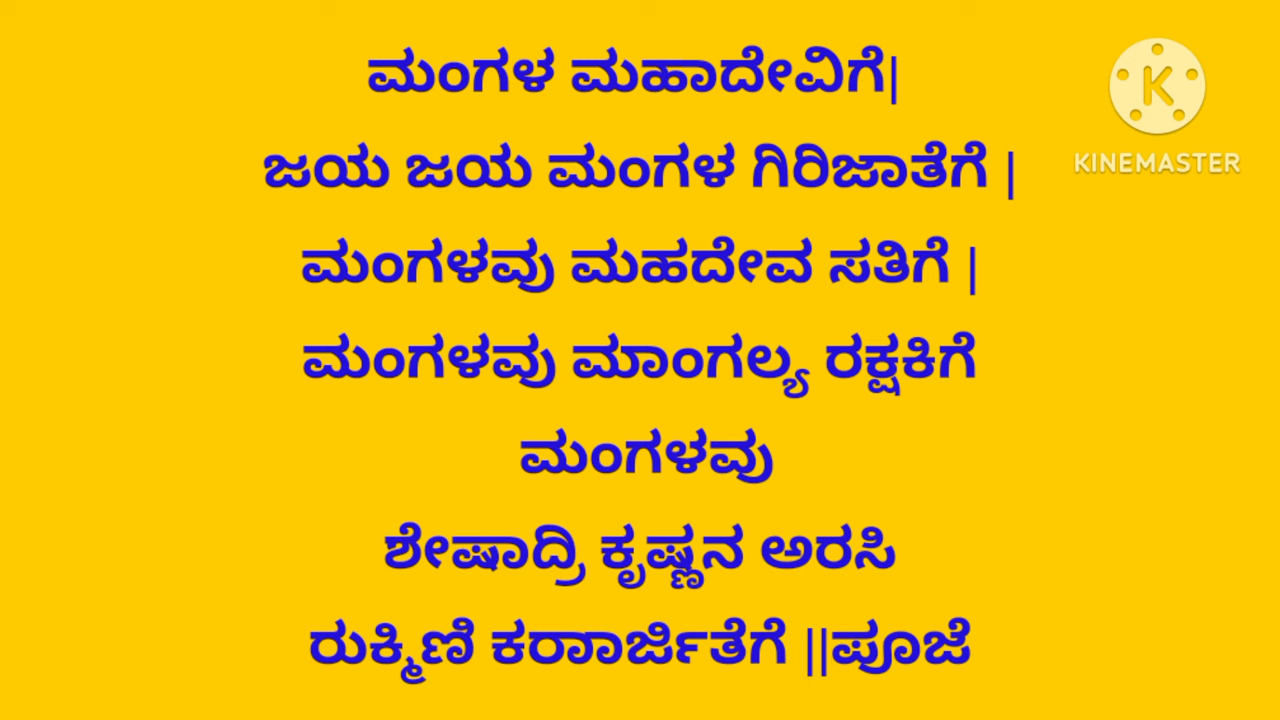 ಮಂಗಳ ಮಹಾದೇವಿಗೆ|
ಜಯ ಜಯ ಮಂಗಳ ಗಿರಿಜಾತೆಗೆ |
ಮಂಗಳವು ಮಹದೇವ ಸತಿಗೆ |
ಮಂಗಳವು ಮಾಂಗಲ್ಯ ರಕ್ಷಕಿಗೆ
ಮಂಗಳವು
ಶೇಷಾದ್ರಿ ಕೃಷ್ಣನ ಅರಸಿ
ರುಕ್ಮಿಣಿ ಕರಾಾರ್ಜಿತೆಗೆ ||ಪೂಜೆ
K
KINEMASTER